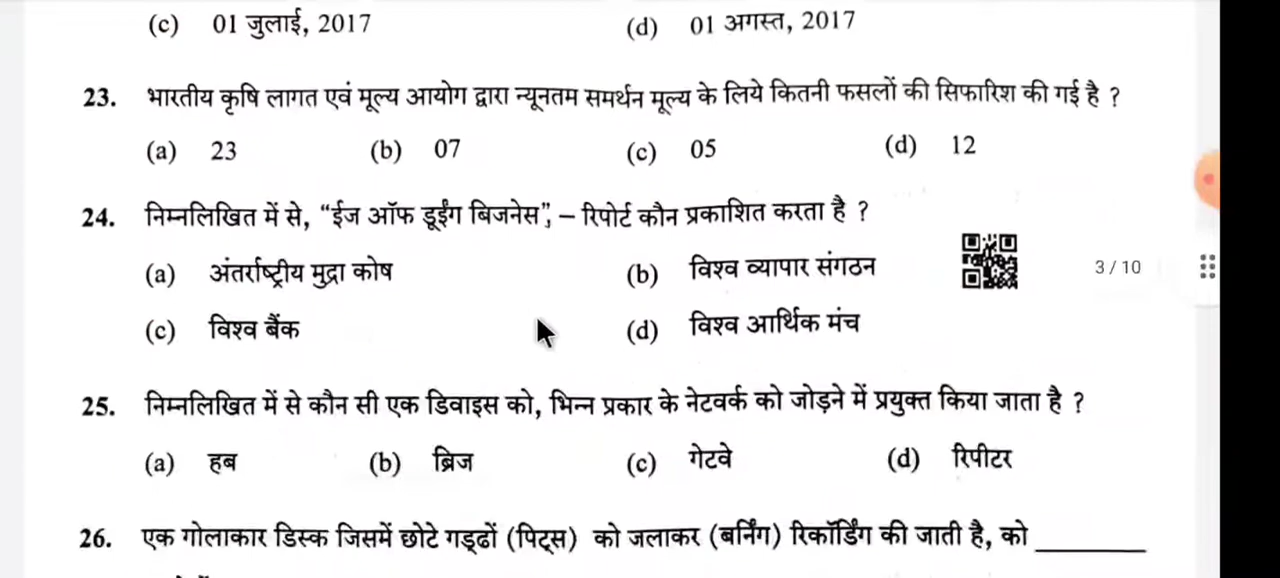 (c) 01 जुलाई, 2017 (d) 01 अगस्त, 2017
23. भारतीय कृषि लागत एवं मूल्य आयोग द्वारा न्यूनतम समर्थन मूल्य के लिये कितनी फसलों की सिफारिश की गई है ?
(a) 23 (b) 07 (c) 05 (d) 12
24. निम्नलिखित में से, “ईज ऑफ डूईंग बिजनेस”, – रिपोर्ट कौन प्रकाशित करता है ?
(a) अंतर्राष्ट्रीय मुद्रा कोष (b) विश्व व्यापार संगठन
3 / 10
(c) विश्व बैंक (d) विश्व आर्थिक मंच
25. निम्नलिखित में से कौन सी एक डिवाइस को, भिन्न प्रकार के नेटवर्क को जोड़ने में प्रयुक्त किया जाता है ?
(a) हब (b) ब्रिज (c) गेटवे (d) रिपीटर
26. एक गोलाकार डिस्क जिसमें छोटे गड्ढों (पिट्स) को जलाकर (बर्निंग) रिकॉर्डिंग की जाती है, को ________